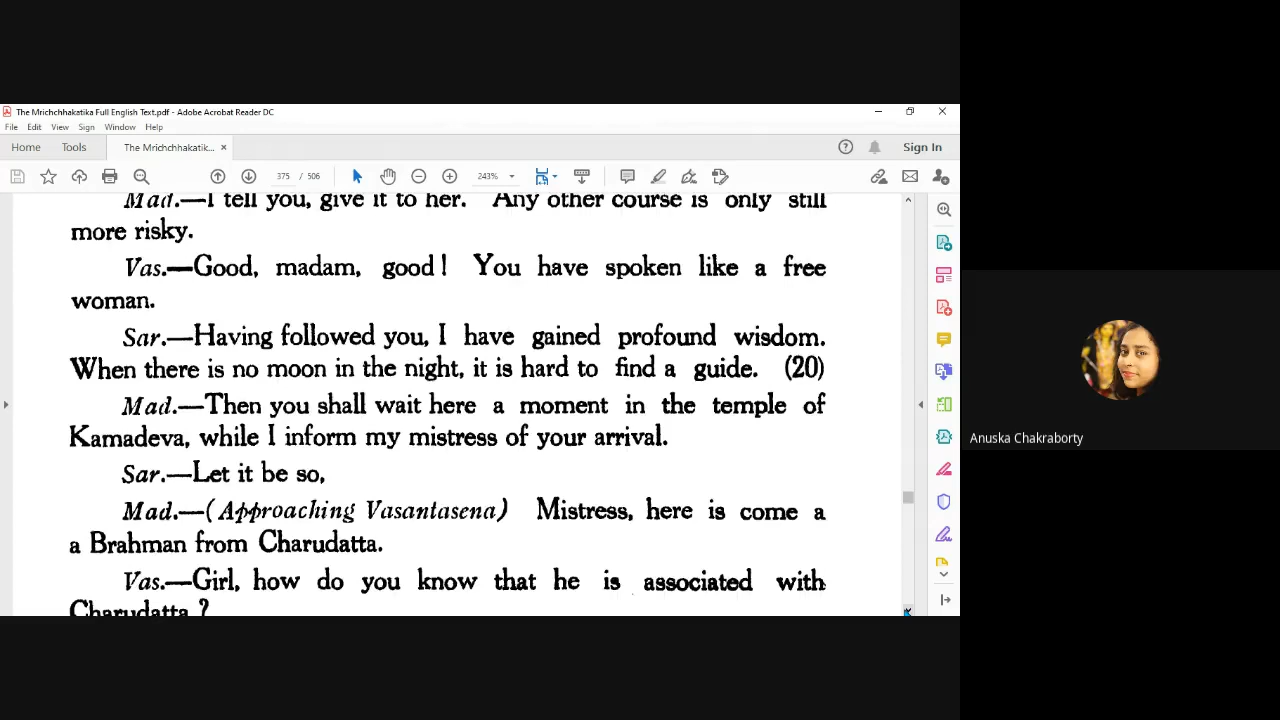 The Mrichchhakatika Full English Text.pdf - Adobe Acrobat Reader DC
File Edit View Sign Window Help
Home Tools The Mrichchhakatik... × Sign In
375 / 506 243%
Mad.—I tell you, give it to her. Any other course is only still
more risky.
Vas.—Good, madam, good! You have spoken like a free
woman.
Sar.—Having followed you, I have gained profound wisdom.
When there is no moon in the night, it is hard to find a guide. (20)
Mad.—Then you shall wait here a moment in the temple of
Kamadeva, while I inform my mistress of your arrival.
Sar.—Let it be so,
Mad.—(Approaching Vasantasena) Mistress, here is come a
a Brahman from Charudatta.
Vas.—Girl, how do you know that he is associated with
Charudatta ?
Anuska Chakraborty